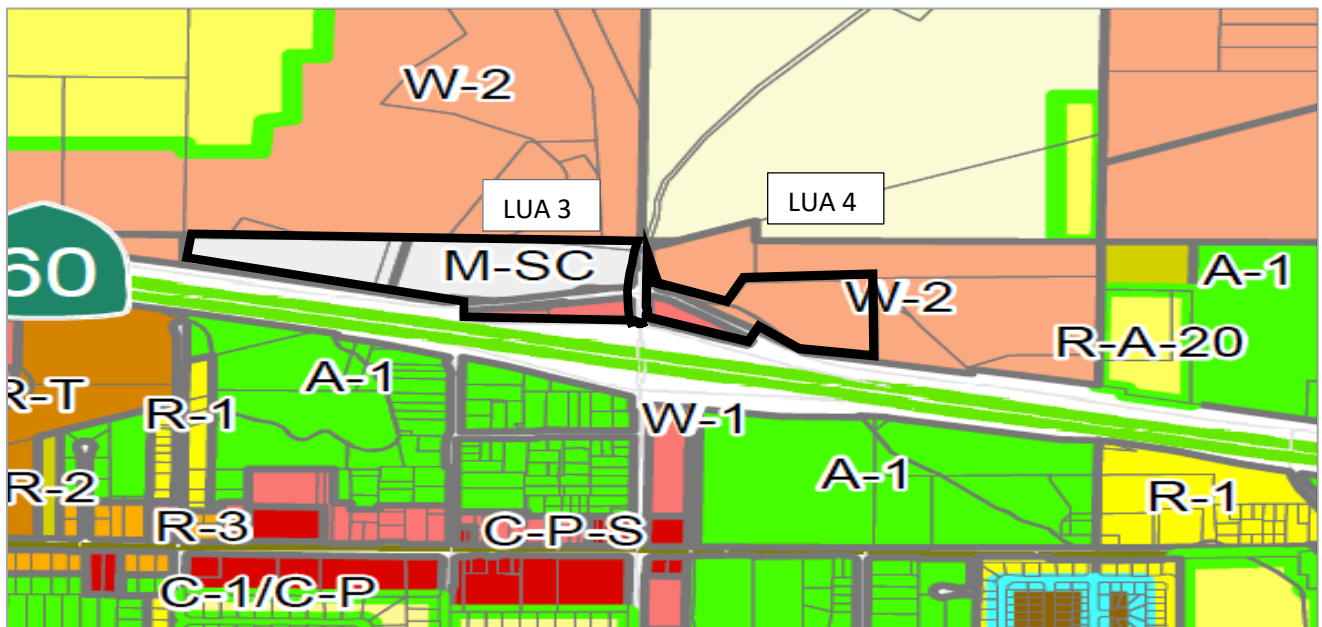 W-2
LUA 3
LUA 4
60
M-SC
W-2
A-1
R-A-20
R-T
A-1
R-1
W-1
A-1
R-2
R-1
R-3
C-P-S
C-1/C-P